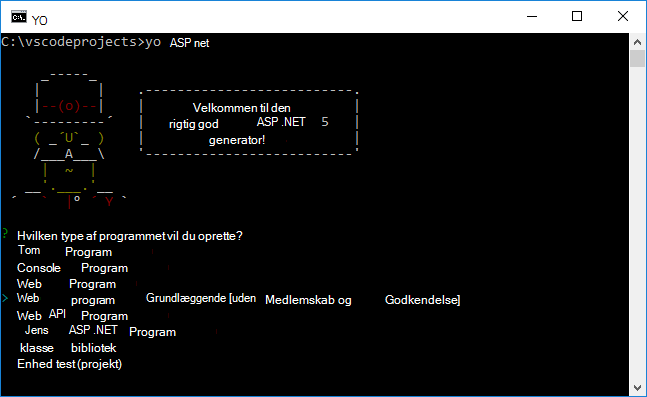 YO
C:\vscodeprojects>yo ASP net
Velkommen til den
rigtig god ASP .NET 5
generator!
? Hvilken type af programmet vil du oprette?
Tom Program
Console Program
Web Program
> Web program Grundlæggende [uden Medlemskab og Godkendelse]
Web API Program
Jens ASP .NET Program
klasse bibliotek
Enhed test (projekt)